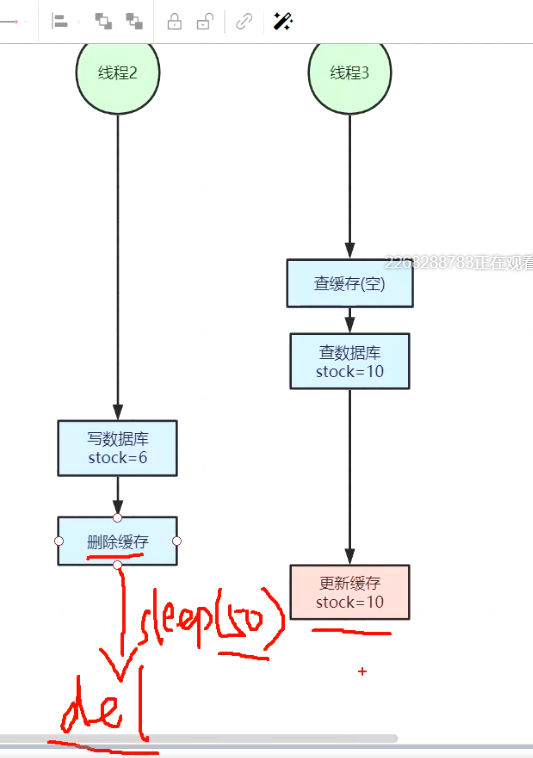 线程2
线程3
2268288783正在观看
查缓存(空)
查数据库
stock=10
写数据库
stock=6
删除缓存
更新缓存
stock=10
sleep(50)
del